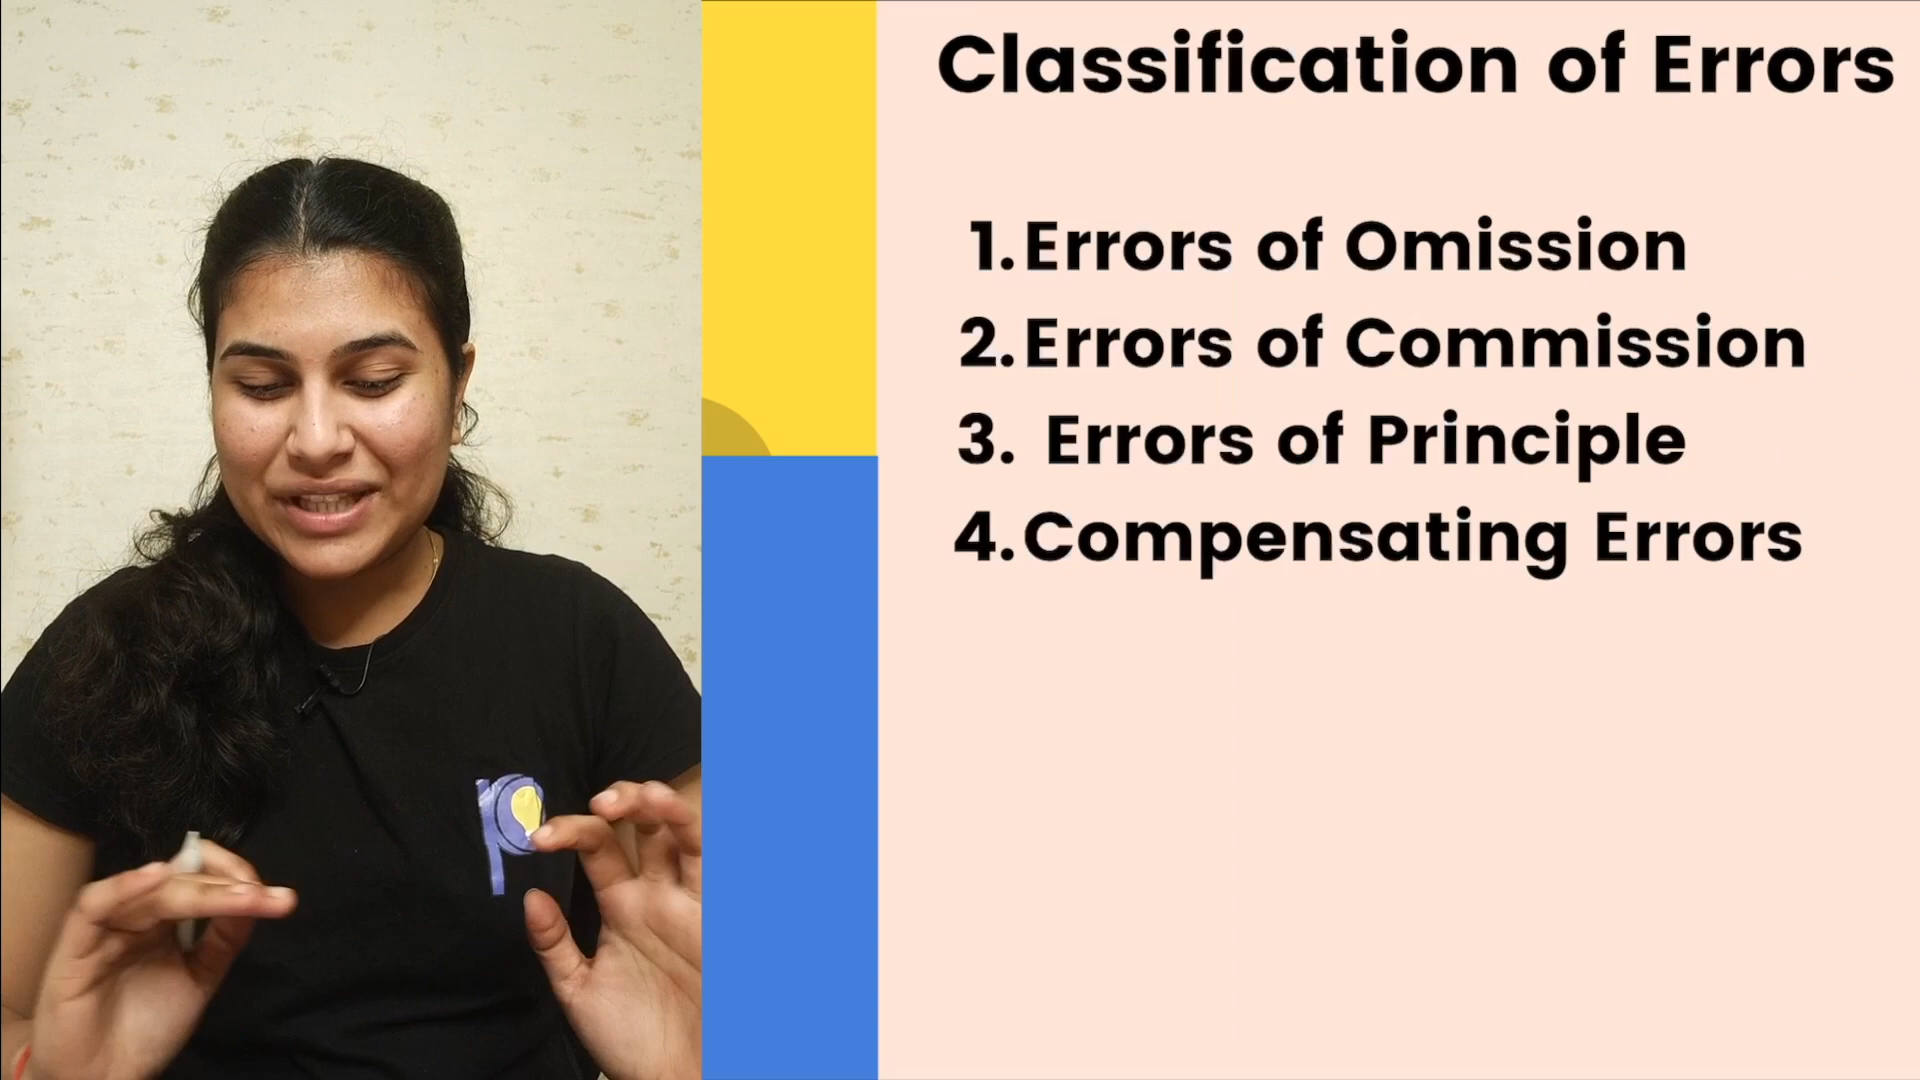 Classification of Errors
1. Errors of Omission
2. Errors of Commission
3. Errors of Principle
4. Compensating Errors